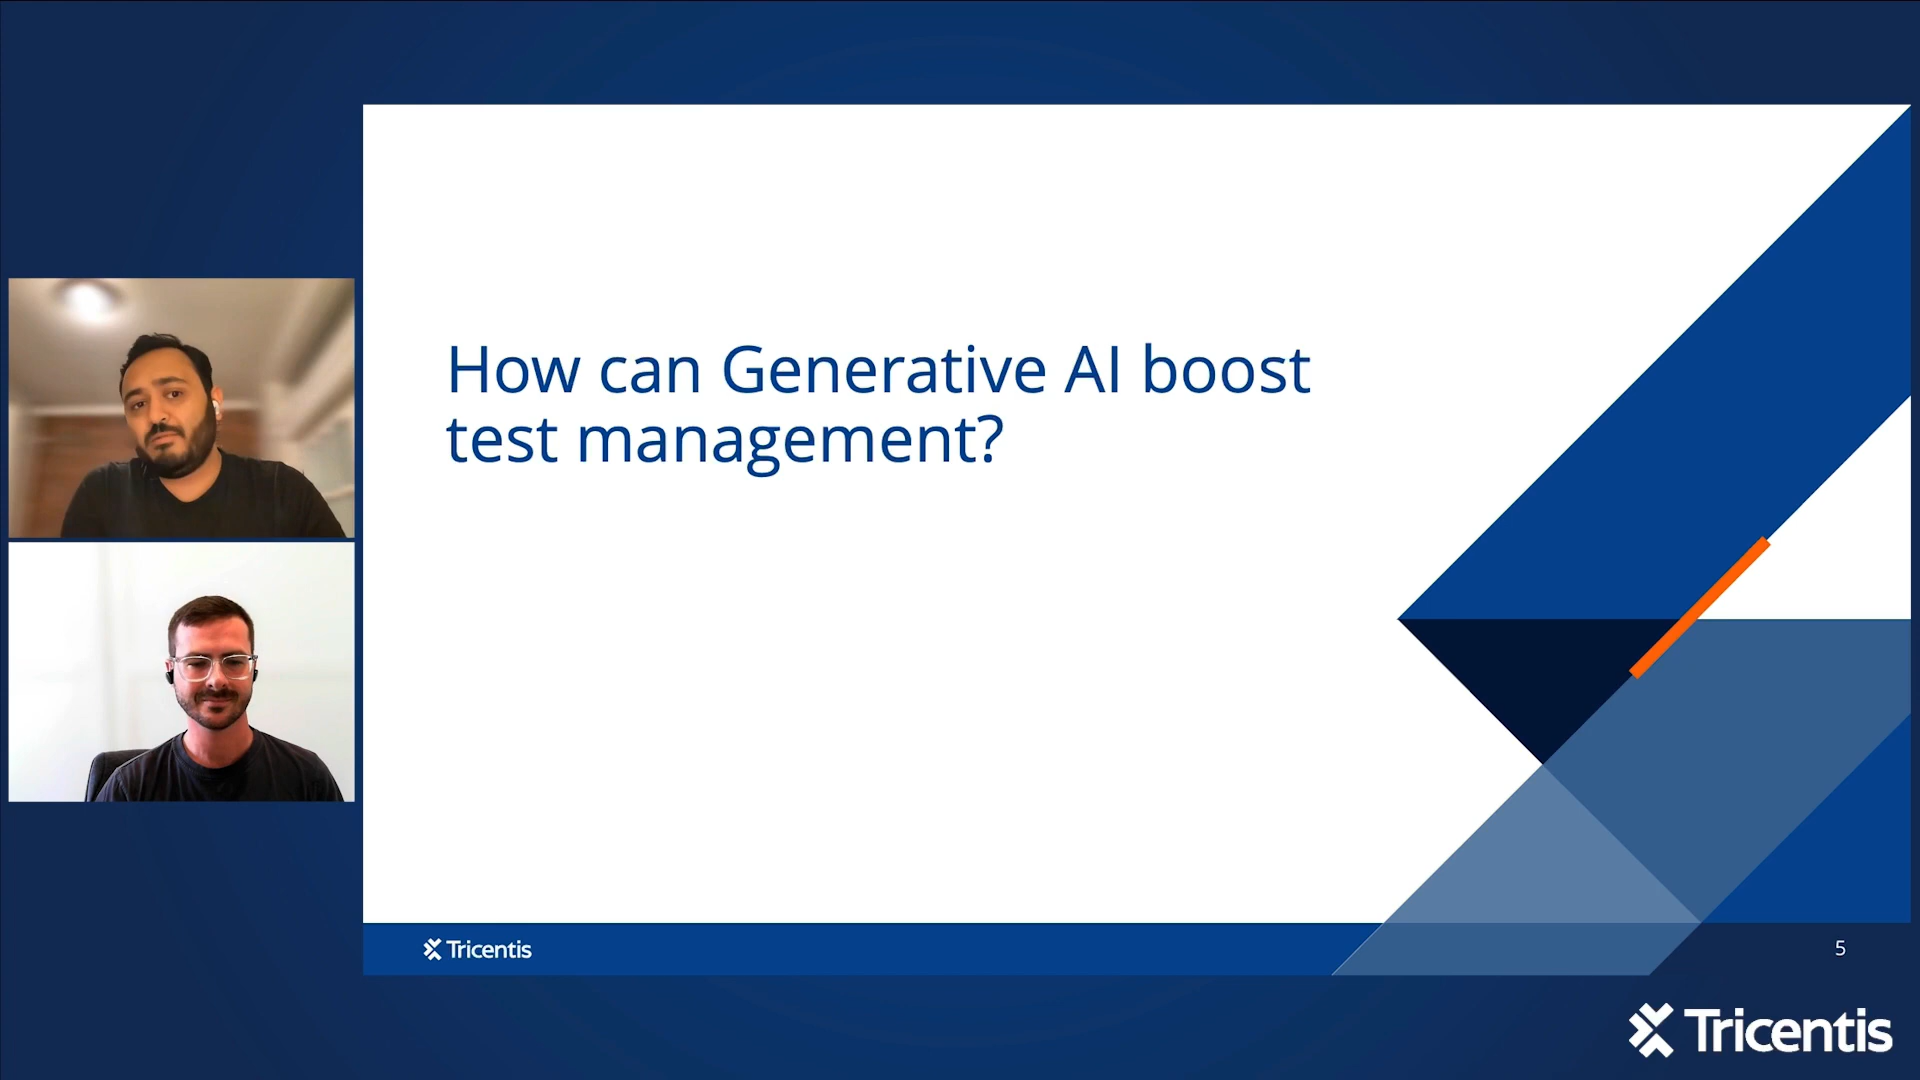 How can Generative AI boost
test management?
Tricentis
5
Tricentis